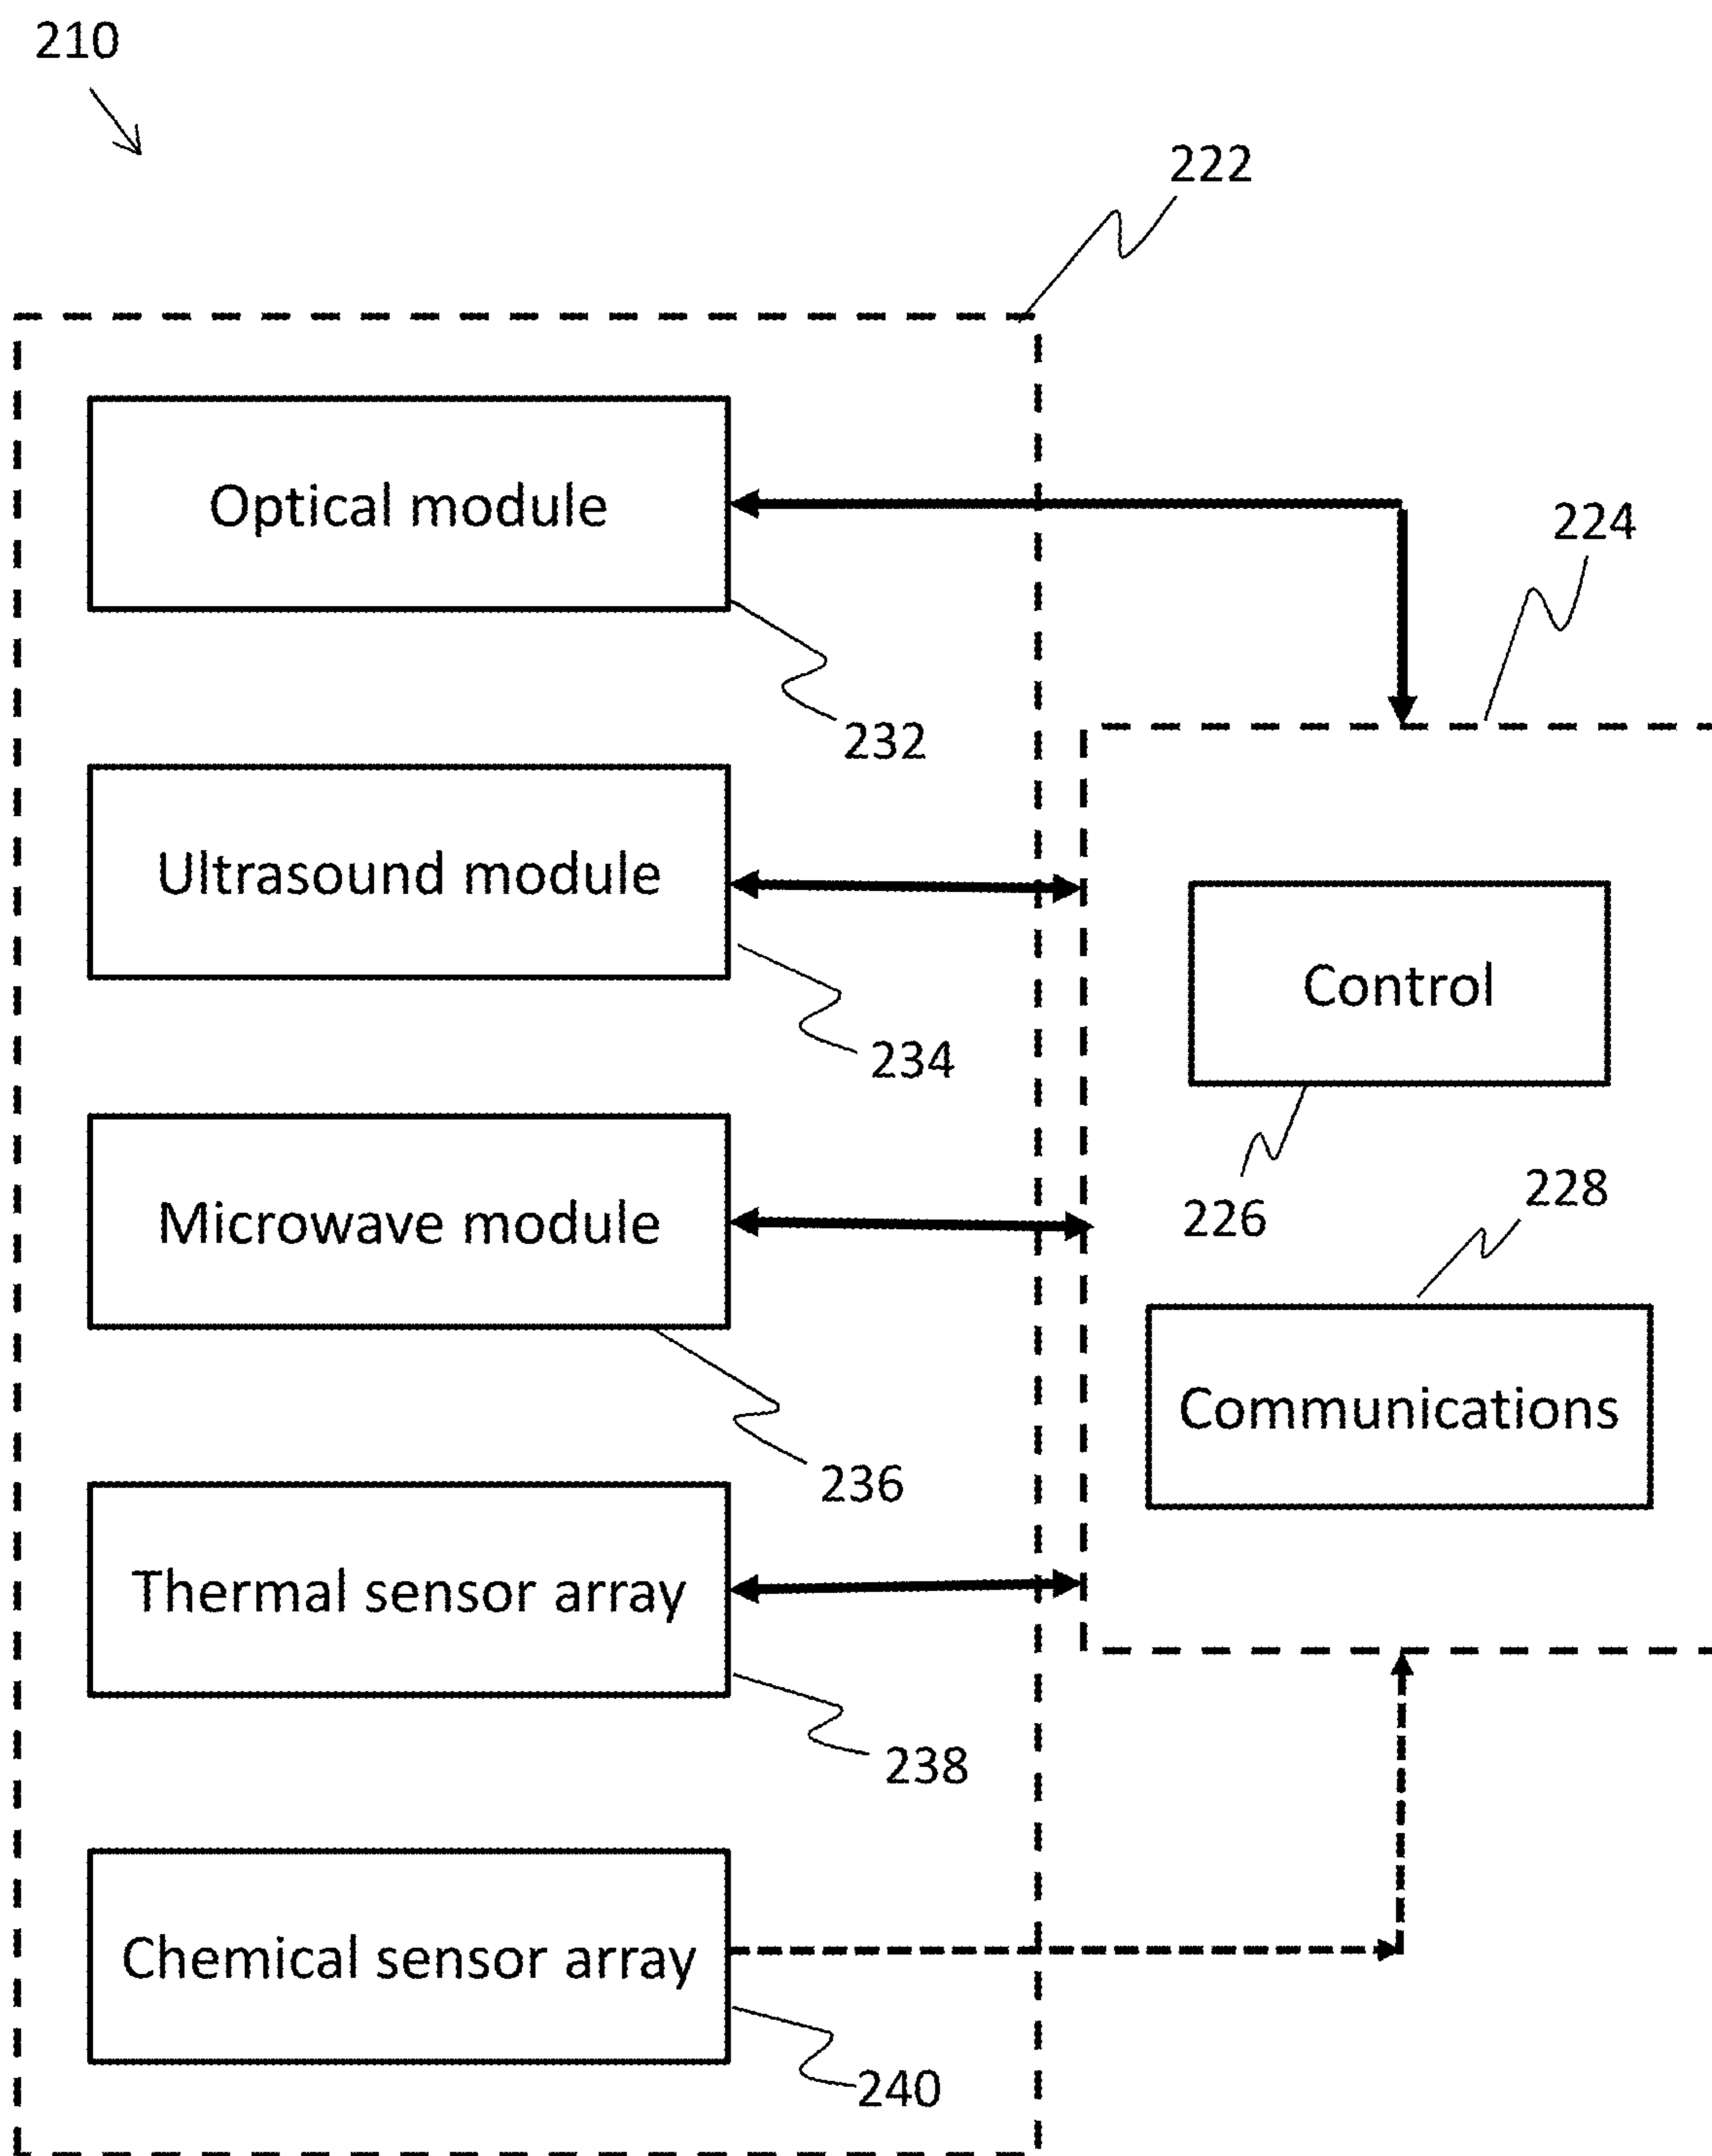 210
222
Optical module
224
232
Ultrasound module
Control
234
228
Microwave module
226
Communications
236
Thermal sensor array
238
Chemical sensor array
240